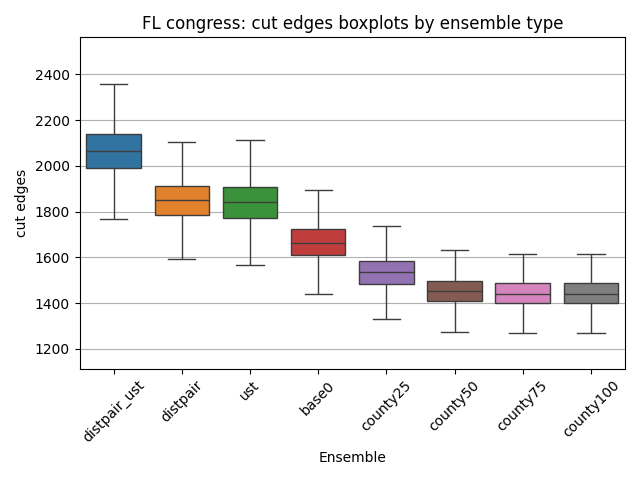 FL congress: cut edges boxplots by ensemble type
2400
2200
2000
1800
1600
1400
1200
cut edges
distpair_ust
distpair
ust
base0
county25
county50
county75
county100
Ensemble